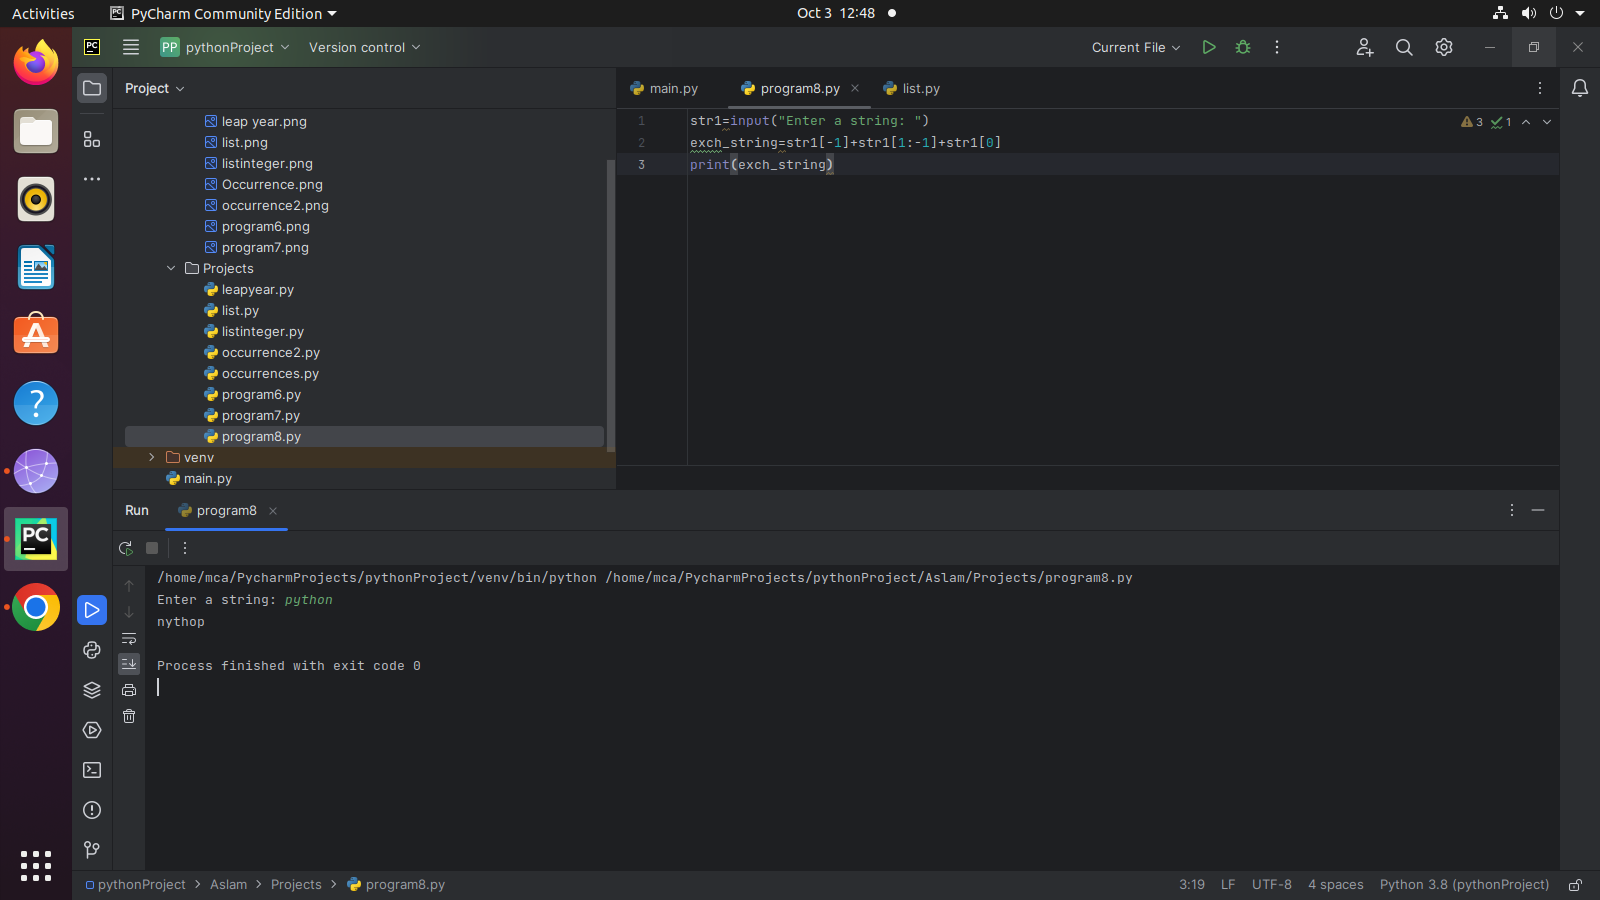 Activities
PyCharm Community Edition
Oct 3 12:48
PC
PP pythonProject
Version control
Current File
Project
main.py
program8.py
list.py
leap year.png
list.png
listinteger.png
Occurrence.png
occurrence2.png
program6.png
program7.png
Projects
leapyear.py
list.py
listinteger.py
occurrence2.py
occurrences.py
program6.py
program7.py
program8.py
venv
main.py
1 str1=input("Enter a string: ")
2 exch_string=str1[-1]+str1[1:-1]+str1[0]
3 print(exch_string)
3 1
Run
program8
/home/mca/PycharmProjects/pythonProject/venv/bin/python /home/mca/PycharmProjects/pythonProject/Aslam/Projects/program8.py
Enter a string: python
nythop
Process finished with exit code 0
PC
pythonProject > Aslam > Projects > program8.py
3:19 LF UTF-8 4 spaces Python 3.8 (pythonProject)